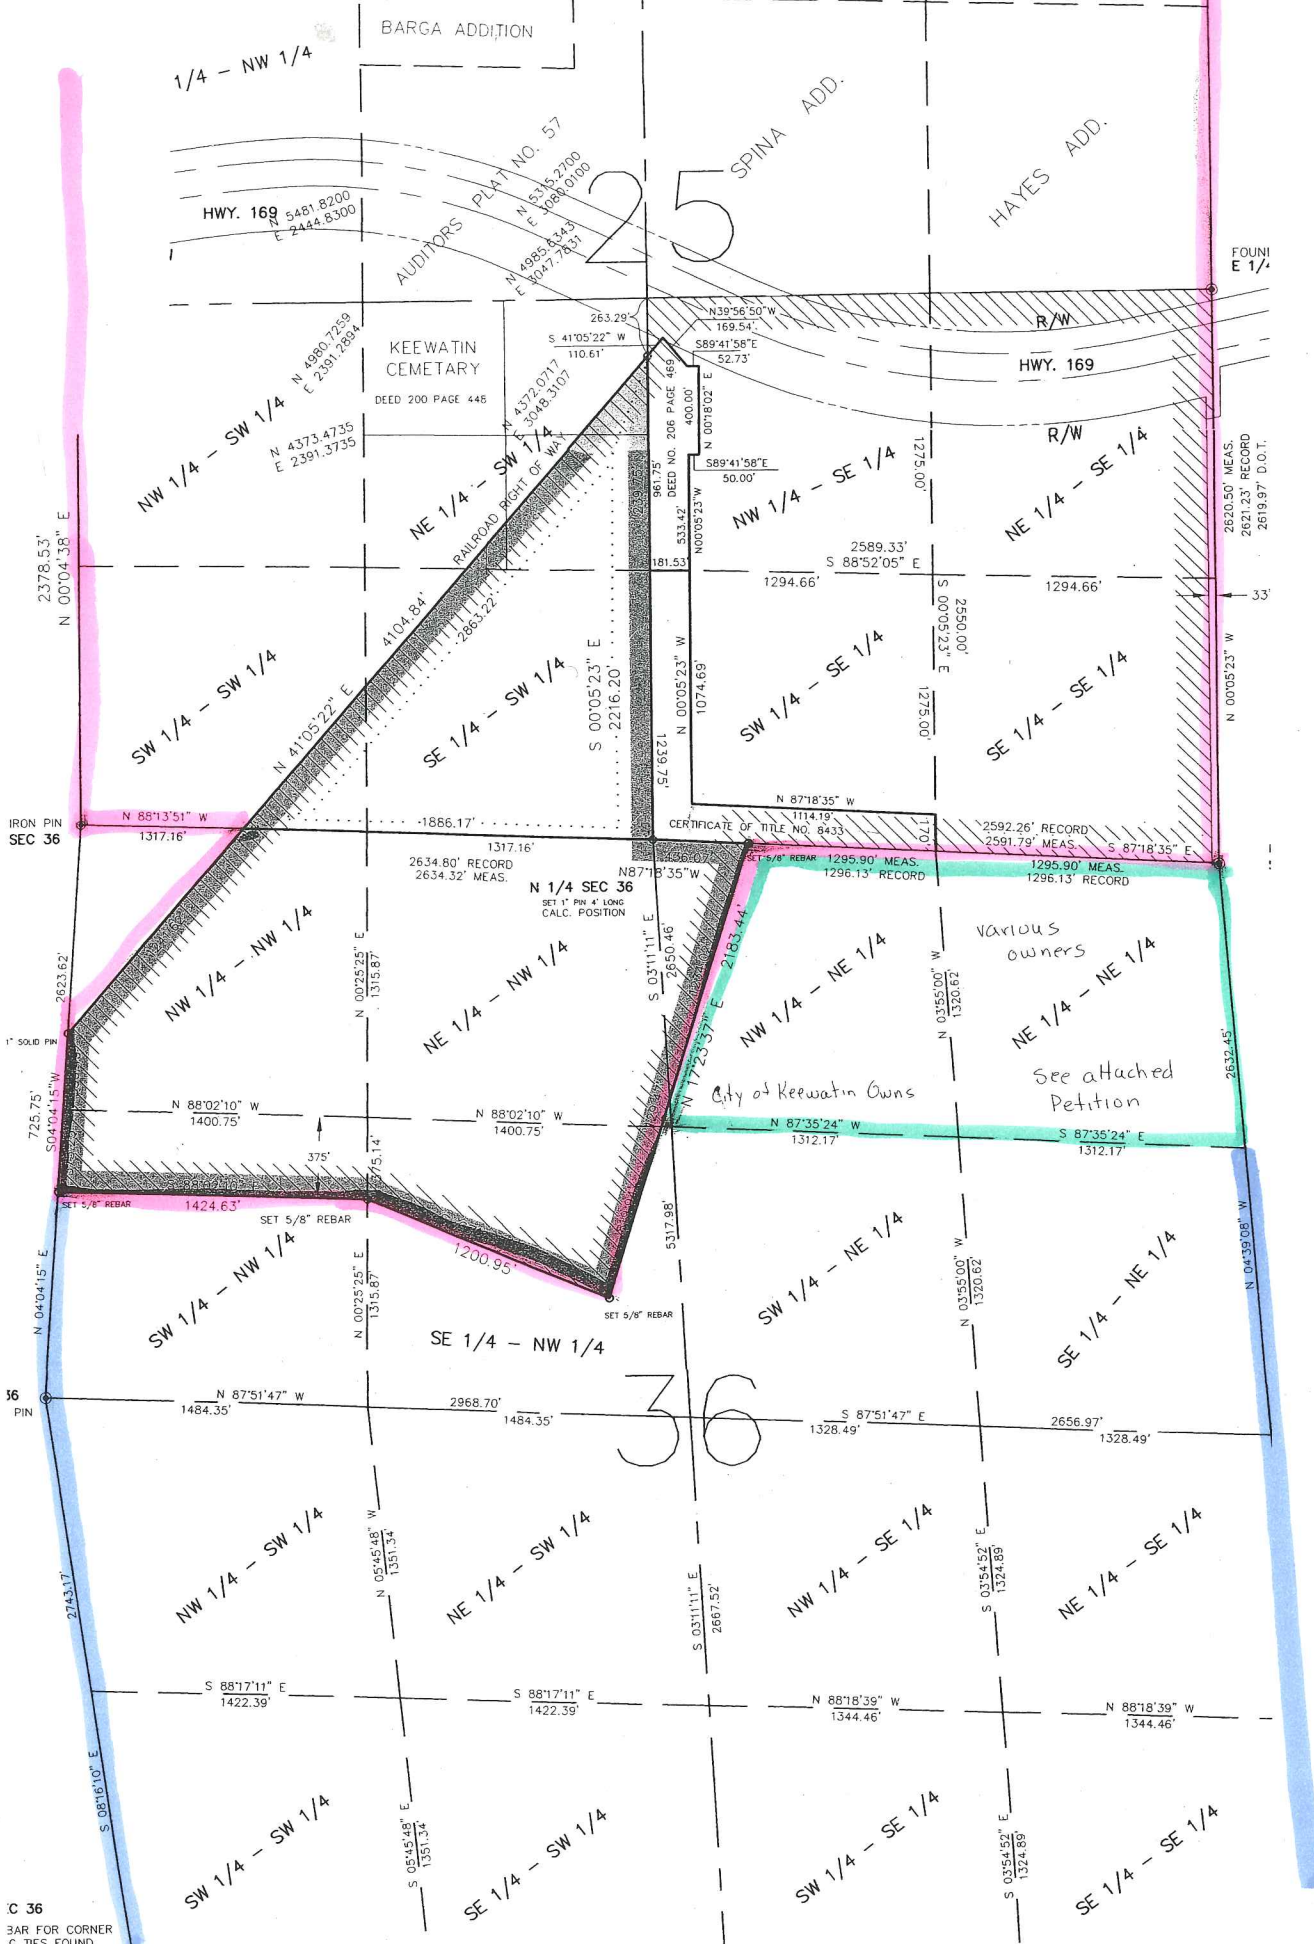 BARGA ADDITION
1/4 - NW 1/4
SPINA ADD.
HAYES ADD.
AUDITORS PLAT NO. 57
HWY. 169
N 5481.8200
E 2444.8300
N 5315.2700
E 3080.0100
N 4985.6343
E 3047.7831
25
FOUN
E 1/4
N 4980.7259
E 2391.2894
KEEWATIN
CEMETARY
DEED 200 PAGE 448
263.29'
S 41°05'22" W
110.61'
N39°56'50"W
169.54'
S89°41'58"E
52.73'
R/W
HWY. 169
R/W
N 4372.0717
E 3048.3107
N 4373.4735
E 2391.3735
NW 1/4 - SW 1/4
NE 1/4 - SW 1/4
RAILROAD RIGHT OF WAY
961.75'
DEED NO. 206 PAGE 469
400.00'
N 00°18'02" E
S89°41'58"E
50.00'
533.42'
N00°05'23"W
NW 1/4 - SE 1/4
1275.00'
NE 1/4 - SE 1/4
2620.50' MEAS.
2621.23' RECORD
2619.97' D.O.T.
2378.53'
N 00°04'38" E
181.53'
2589.33'
S 88°52'05" E
1294.66'
1294.66'
33'
4104.84'
2863.22'
N 41°05'22" E
S 00°05'23" E
2216.20'
S 00°05'23" E
2550.00'
1275.00'
N 00°05'23" W
SW 1/4 - SW 1/4
SE 1/4 - SW 1/4
1239.75'
1074.69'
SW 1/4 - SE 1/4
SE 1/4 - SE 1/4
IRON PIN
SEC 36
N 88°13'51" W
1317.16'
1886.17'
1317.16'
N 87°18'35" W
1114.19'
CERTIFICATE OF TITLE NO. 8433
170'
2592.26' RECORD
2591.79' MEAS.
S 87°18'35" E
2634.80' RECORD
2634.32' MEAS.
456.07'
N87°18'35"W
SET 5/8" REBAR
1295.90' MEAS.
1296.13' RECORD
1295.90' MEAS.
1296.13' RECORD
N 1/4 SEC 36
SET 1" PIN 4' LONG
CALC. POSITION
various
owners
2623.62'
NW 1/4 - NW 1/4
N 00°25'25" E
1315.87'
NE 1/4 - NW 1/4
S 03°11'11" E
2650.46'
2183.44'
N 17°23'37" E
NW 1/4 - NE 1/4
N 03°55'00" W
1320.62'
NE 1/4 - NE 1/4
2632.45'
1" SOLID PIN
725.75'
S04°04'15"W
City of Keewatin Owns
See attached
Petition
N 88°02'10" W
1400.75'
N 88°02'10" W
1400.75'
N 87°35'24" W
1312.17'
S 87°35'24" E
1312.17'
375'
SET 5/8" REBAR
S 88°02'10" E
1424.63'
SET 5/8" REBAR
1200.95'
SET 5/8" REBAR
5317.98'
N 04°04'15" E
SW 1/4 - NW 1/4
N 00°25'25" E
1315.87'
SE 1/4 - NW 1/4
SW 1/4 - NE 1/4
N 03°55'00" W
1320.62'
SE 1/4 - NE 1/4
N 04°39'08" W
36
PIN
N 87°51'47" W
1484.35'
2968.70'
1484.35'
36
S 87°51'47" E
1328.49'
2656.97'
1328.49'
2743.17'
NW 1/4 - SW 1/4
N 05°45'48" W
1351.34'
NE 1/4 - SW 1/4
S 03°11'11" E
2667.52'
NW 1/4 - SE 1/4
S 03°54'52" E
1324.89'
NE 1/4 - SE 1/4
S 88°17'11" E
1422.39'
S 88°17'11" E
1422.39'
N 88°18'39" W
1344.46'
N 88°18'39" W
1344.46'
S 08°16'10" E
SW 1/4 - SW 1/4
S 05°45'48" E
1351.34'
SE 1/4 - SW 1/4
SW 1/4 - SE 1/4
S 03°54'52" E
1324.89'
SE 1/4 - SE 1/4
C 36
BAR FOR CORNER
C TIES FOUND